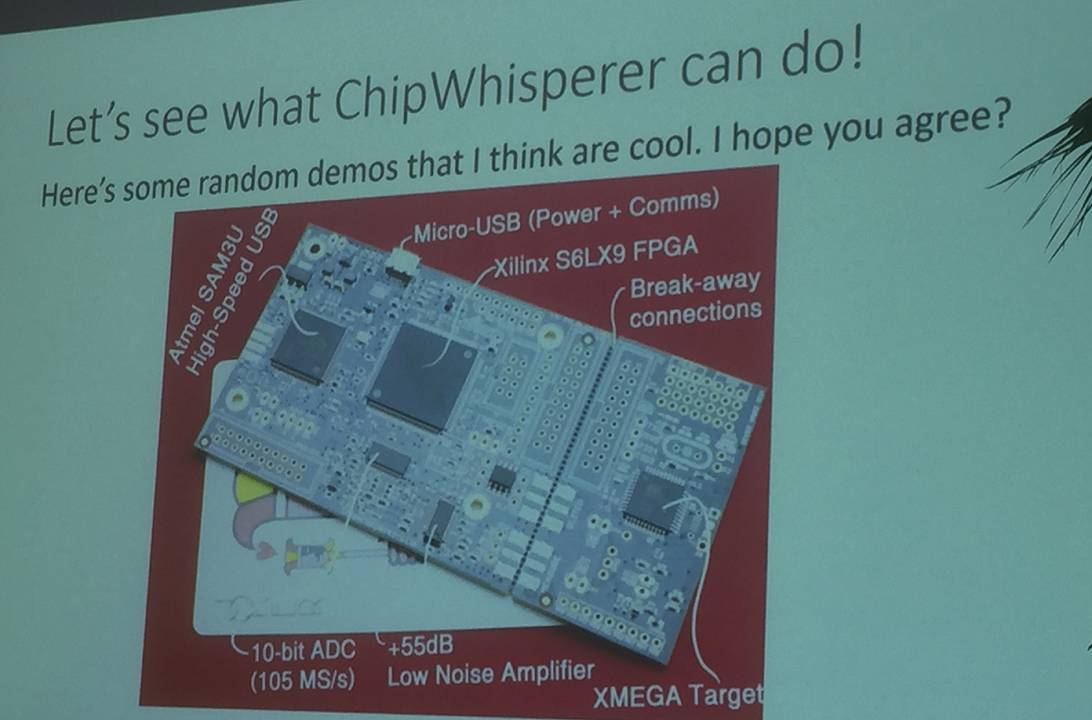 Let's see what ChipWhisperer can do!
Here's some random demos that I think are cool. I hope you agree?
Atmel SAM3U
High-Speed USB
Micro-USB (Power + Comms)
Xilinx S6LX9 FPGA
Break-away
connections
10-bit ADC
(105 MS/s)
+55dB
Low Noise Amplifier
XMEGA Target